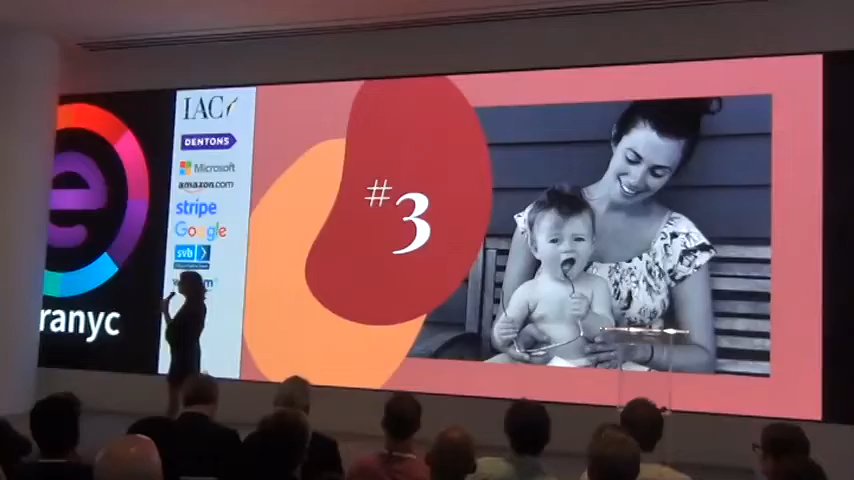 e
ranyc
IAC
DENTONS
Microsoft
amazon.com
stripe
Google
svb
#3